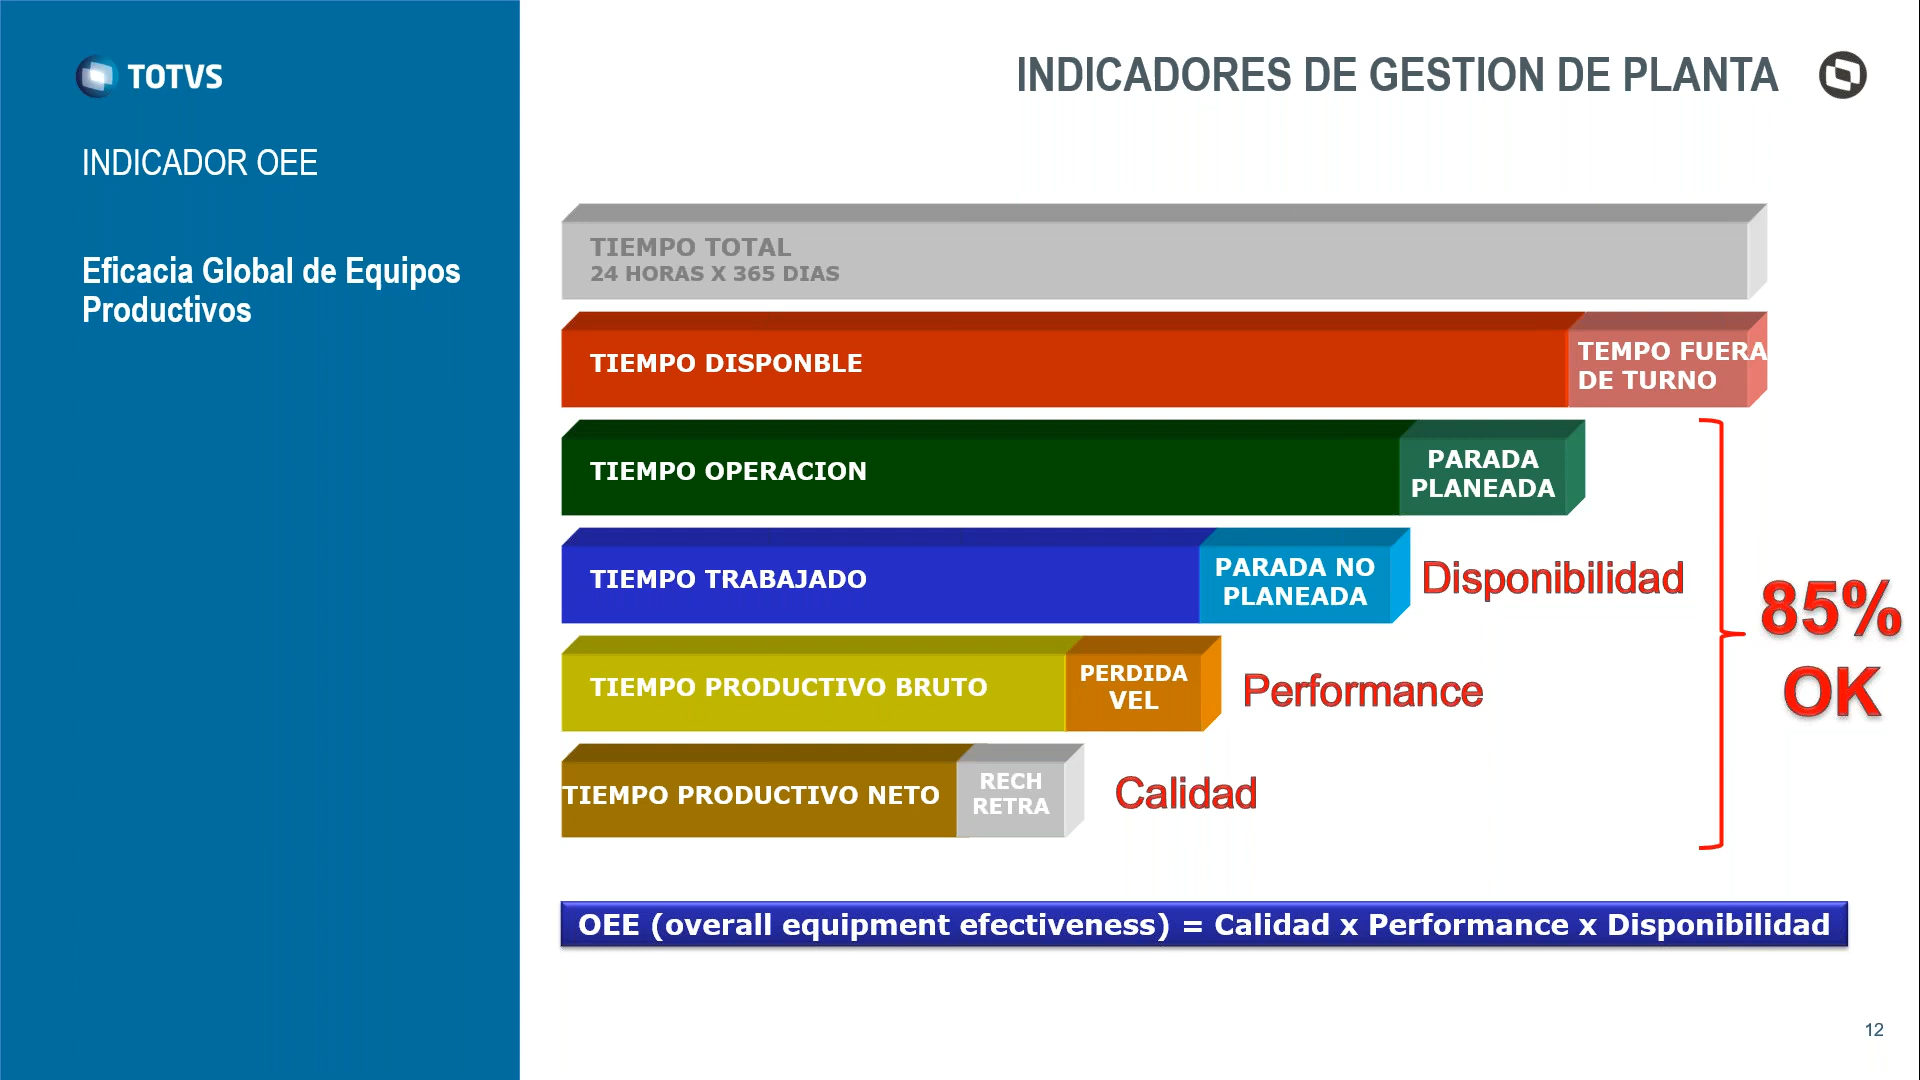 TOTVS
INDICADORES DE GESTION DE PLANTA
INDICADOR OEE
Eficacia Global de Equipos
Productivos
TIEMPO TOTAL
24 HORAS X 365 DIAS
TIEMPO DISPONBLE
TEMPO FUERA
DE TURNO
TIEMPO OPERACION
PARADA
PLANEADA
TIEMPO TRABAJADO
PARADA NO
PLANEADA
Disponibilidad
TIEMPO PRODUCTIVO BRUTO
PERDIDA
VEL
Performance
TIEMPO PRODUCTIVO NETO
RECH
RETRA
Calidad
85%
OK
OEE (overall equipment efectiveness) = Calidad x Performance x Disponibilidad
12